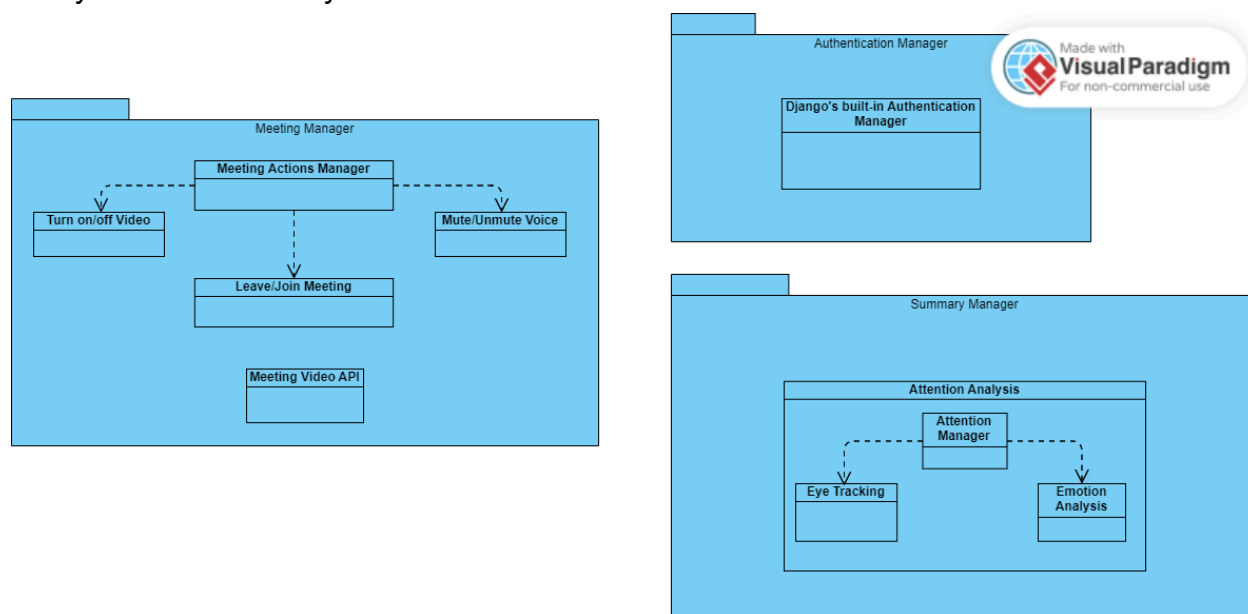 Meeting Manager
Meeting Actions Manager
Turn on/off Video
Mute/Unmute Voice
Leave/Join Meeting
Meeting Video API
Authentication Manager
Django's built-in Authentication
Manager
Made with
Visual Paradigm
For non-commercial use
Summary Manager
Attention Analysis
Attention
Manager
Eye Tracking
Emotion
Analysis